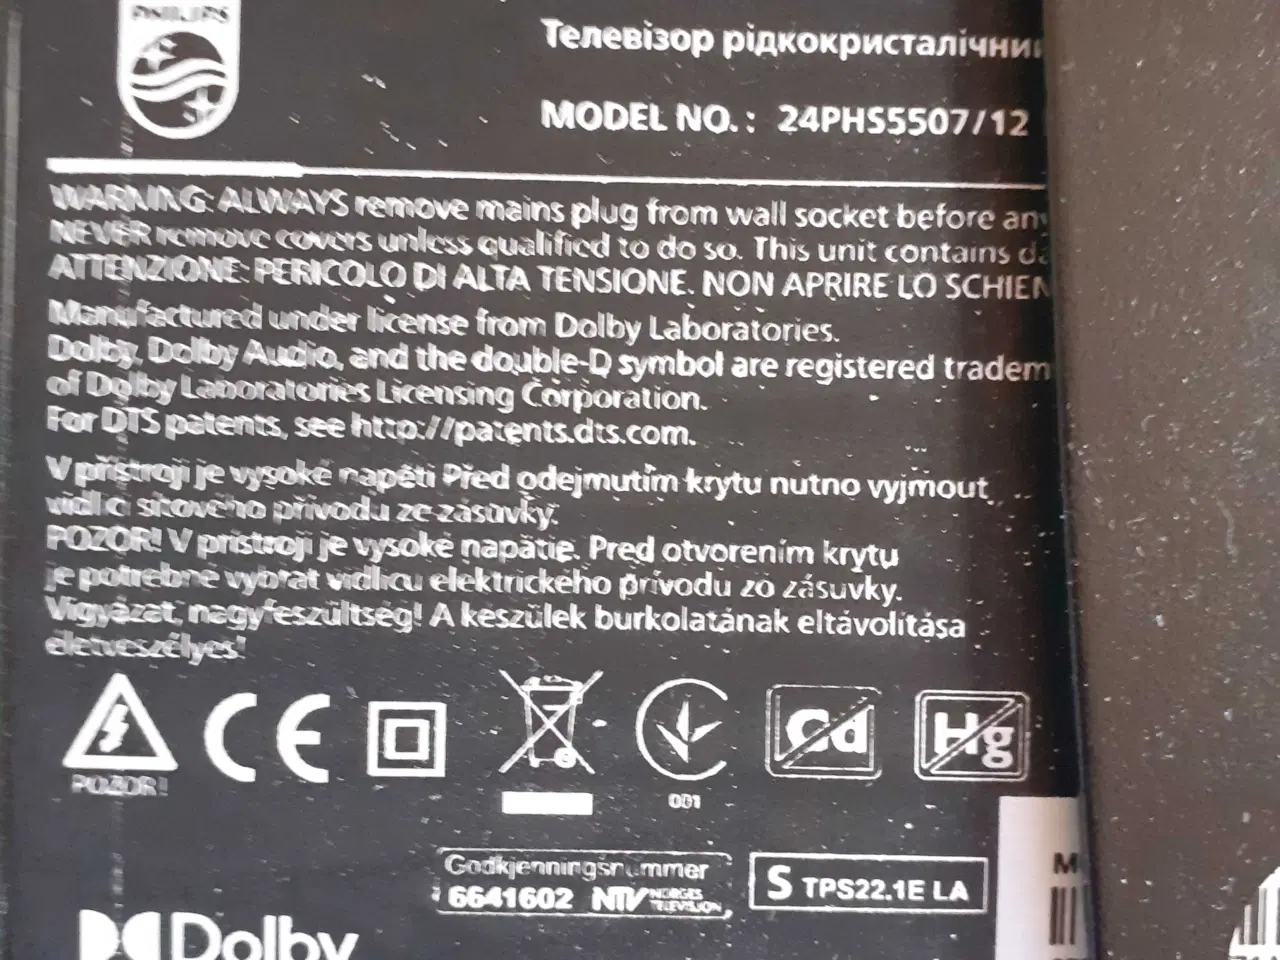 PHILIPS
Телевізор рідкокристалічний
MODEL NO. : 24PHS5507/12
WARNING: ALWAYS remove mains plug from wall socket before any
NEVER remove covers unless qualified to do so. This unit contains
ATTENZIONE: PERICOLO DI ALTA TENSIONE. NON APRIRE LO SCHIEN
Manufactured under license from Dolby Laboratories.
Dolby, Dolby Audio, and the double-D symbol are registered tradem
of Dolby Laboratories Licensing Corporation.
For DTS patents, see http://patents.dts.com.
V přístroji je vysoké napětí Před odejmutím krytu nutno vyjmout
vidlici síťového přívodu ze zásuvky.
POZOR! V prístroji je vysoké napätie. Pred otvorením krytu
je potrebné vybrať vidlicu elektrického prívodu zo zásuvky.
Vigyázat, nagyfeszültség! A készülék burkolatának eltávolítása
életveszélyes!
POZOR!
CE
001
Cd
Hg
Godkjenningsnummer
6641602 NTV NORGES TELEVISJON
S TPS22.1E LA
Dolby
M